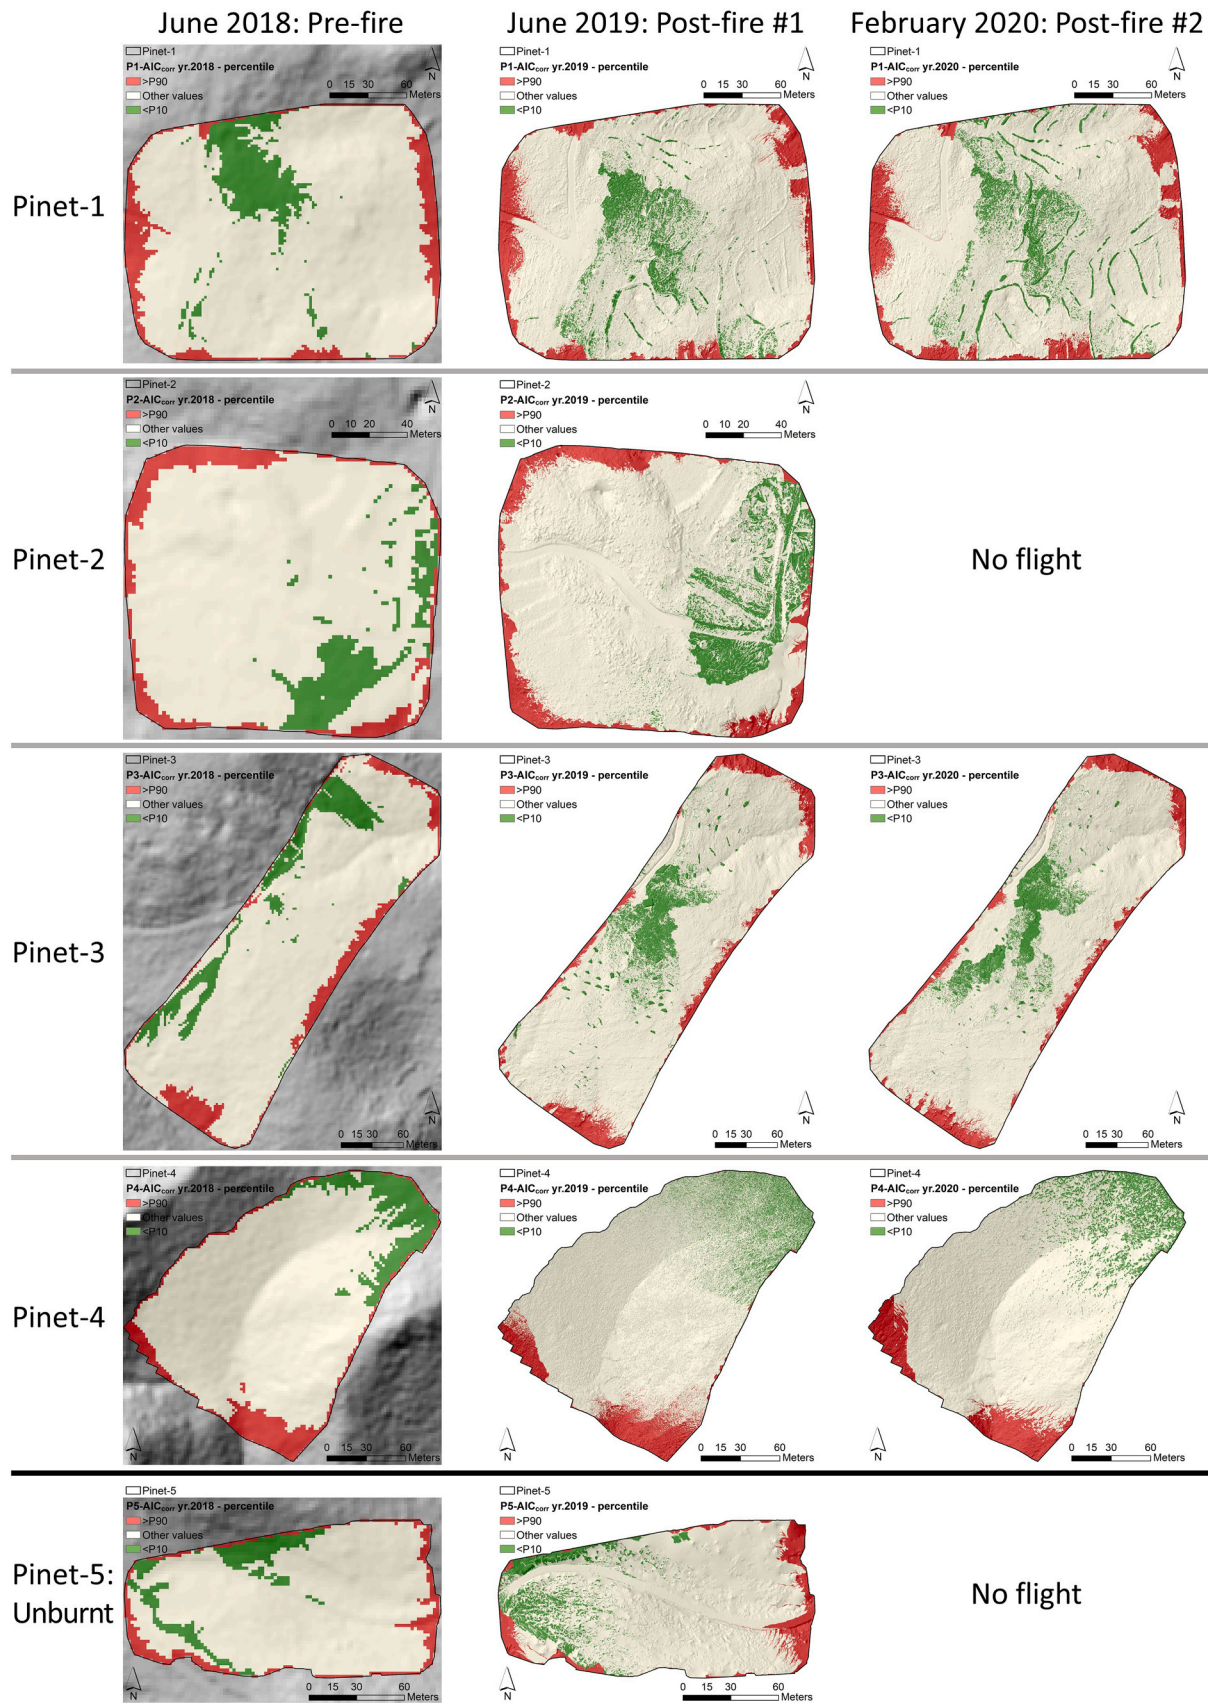 June 2018: Pre-fire
June 2019: Post-fire #1
February 2020: Post-fire #2
Pinet-1
Pinet-1
P1-AICcorr yr.2018 - percentile
>P90
Other values
<P10
0 15 30 60
Meters
N
Pinet-1
P1-AICcorr yr.2019 - percentile
>P90
Other values
<P10
0 15 30 60
Meters
N
Pinet-1
P1-AICcorr yr.2020 - percentile
>P90
Other values
<P10
0 15 30 60
Meters
N
Pinet-2
Pinet-2
P2-AICcorr yr.2018 - percentile
>P90
Other values
<P10
0 10 20 40
Meters
N
Pinet-2
P2-AICcorr yr.2019 - percentile
>P90
Other values
<P10
0 10 20 40
Meters
N
No flight
Pinet-3
Pinet-3
P3-AICcorr yr.2018 - percentile
>P90
Other values
<P10
N
0 15 30 60
Meters
Pinet-3
P3-AICcorr yr.2019 - percentile
>P90
Other values
<P10
N
0 15 30 60
Meters
Pinet-3
P3-AICcorr yr.2020 - percentile
>P90
Other values
<P10
N
0 15 30 60
Meters
Pinet-4
Pinet-4
P4-AICcorr yr.2018 - percentile
>P90
Other values
<P10
N
0 15 30 60
Meters
Pinet-4
P4-AICcorr yr.2019 - percentile
>P90
Other values
<P10
N
0 15 30 60
Meters
Pinet-4
P4-AICcorr yr.2020 - percentile
>P90
Other values
<P10
N
0 15 30 60
Meters
Pinet-5:
Unburnt
Pinet-5
P5-AICcorr yr.2018 - percentile
>P90
Other values
<P10
N
0 15 30 60
Meters
Pinet-5
P5-AICcorr yr.2019 - percentile
>P90
Other values
<P10
N
0 15 30 60
Meters
No flight